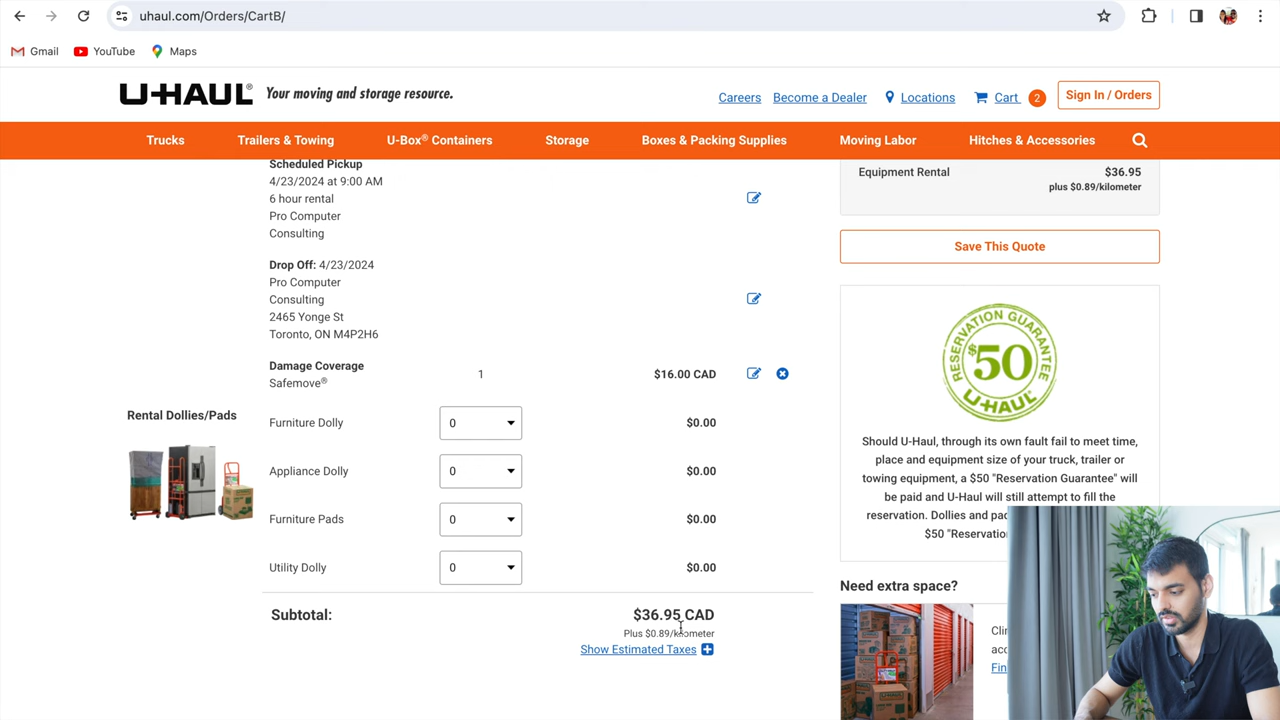 uhaul.com/Orders/CartB/
Gmail YouTube Maps
U-HAUL® Your moving and storage resource.
Careers Become a Dealer Locations Cart 2 Sign In / Orders
Trucks Trailers & Towing U-Box® Containers Storage Boxes & Packing Supplies Moving Labor Hitches & Accessories
Scheduled Pickup
4/23/2024 at 9:00 AM
6 hour rental
Pro Computer
Consulting
Drop Off: 4/23/2024
Pro Computer
Consulting
2465 Yonge St
Toronto, ON M4P2H6
Damage Coverage
Safemove®
1 $16.00 CAD
Rental Dollies/Pads
Furniture Dolly 0 $0.00
Appliance Dolly 0 $0.00
Furniture Pads 0 $0.00
Utility Dolly 0 $0.00
Subtotal: $36.95 CAD
Plus $0.89/kilometer
Show Estimated Taxes
Equipment Rental $36.95
plus $0.89/kilometer
Save This Quote
RESERVATION GUARANTEE
$50
U-HAUL
Should U-Haul, through its own fault fail to meet time,
place and equipment size of your truck, trailer or
towing equipment, a $50 "Reservation Guarantee" will
be paid and U-Haul will still attempt to fill the
reservation. Dollies and
$50
Need extra space?